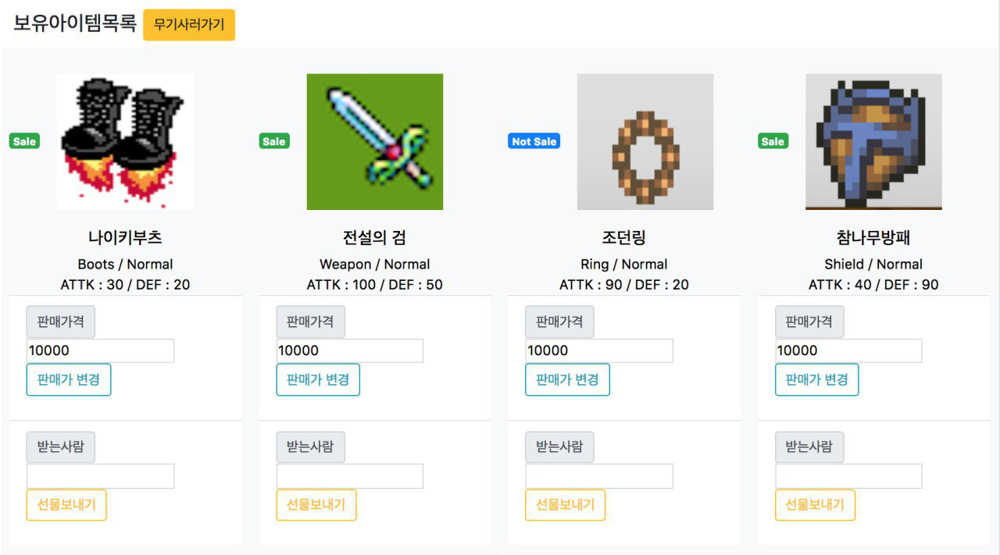 보유아이템목록 무기사러가기
Sale
나이키부츠
Boots / Normal
ATTK : 30 / DEF : 20
판매가격
10000
판매가 변경
받는사람
선물보내기
Sale
전설의 검
Weapon / Normal
ATTK : 100 / DEF : 50
판매가격
10000
판매가 변경
받는사람
선물보내기
Not Sale
조던링
Ring / Normal
ATTK : 90 / DEF : 20
판매가격
10000
판매가 변경
받는사람
선물보내기
Sale
참나무방패
Shield / Normal
ATTK : 40 / DEF : 90
판매가격
10000
판매가 변경
받는사람
선물보내기